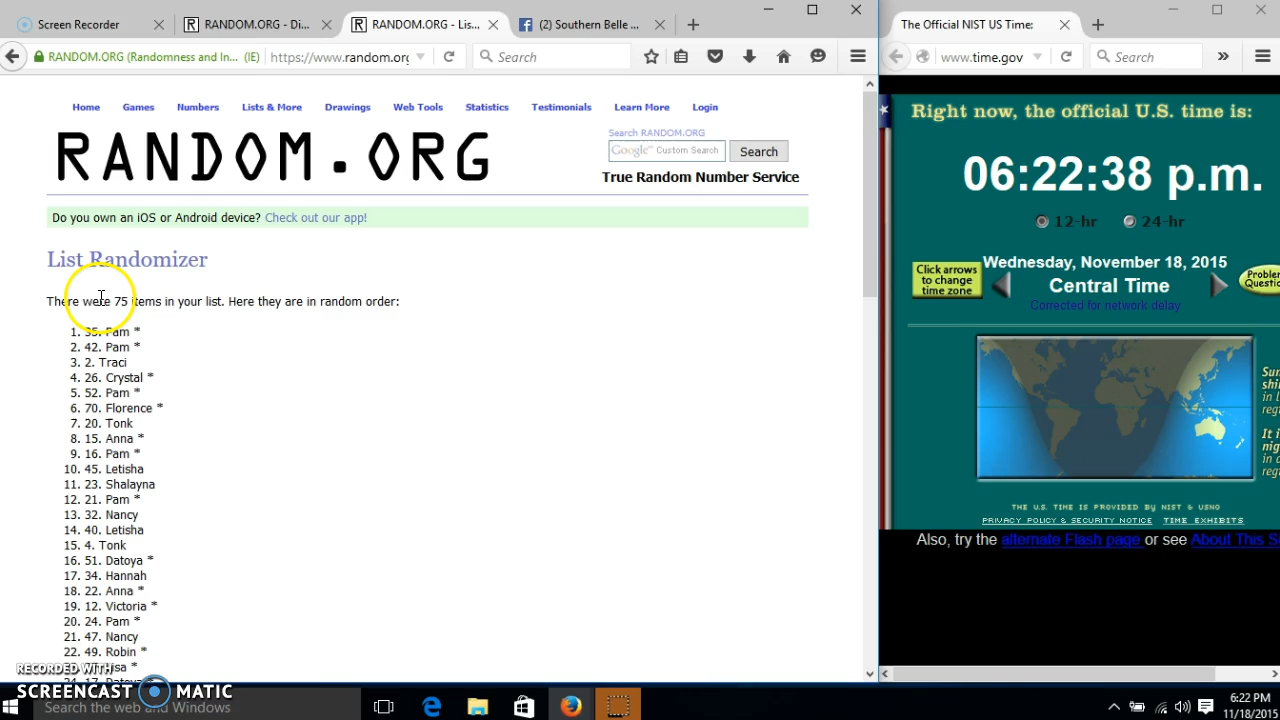 Screen Recorder
RANDOM.ORG - Di...
RANDOM.ORG - Lis...
(2) Southern Belle ...
RANDOM.ORG (Randomness and In... (IE)
https://www.random.org
Search
Home Games Numbers Lists & More Drawings Web Tools Statistics Testimonials Learn More Login
RANDOM.ORG
Search RANDOM.ORG
Google™ Custom Search
Search
True Random Number Service
Do you own an iOS or Android device? Check out our app!
List Randomizer
There were 75 items in your list. Here they are in random order:
1. 35. Pam *
2. 42. Pam *
3. 2. Traci
4. 26. Crystal *
5. 52. Pam *
6. 70. Florence *
7. 20. Tonk
8. 15. Anna *
9. 16. Pam *
10. 45. Letisha
11. 23. Shalayna
12. 21. Pam *
13. 32. Nancy
14. 40. Letisha
15. 4. Tonk
16. 51. Datoya *
17. 34. Hannah
18. 22. Anna *
19. 12. Victoria *
20. 24. Pam *
21. 47. Nancy
22. 49. Robin *
RECORDED WITH
SCREENCAST MATIC
Search the web and Windows
The Official NIST US Time:
www.time.gov
Search
Right now, the official U.S. time is:
06:22:38 p.m.
12-hr 24-hr
Click arrows
to change
time zone
Wednesday, November 18, 2015
Central Time
Corrected for network delay
THE U.S. TIME IS PROVIDED BY NIST & USNO
PRIVACY POLICY & SECURITY NOTICE TIME EXHIBITS
Also, try the alternate Flash page or see About This S
6:22 PM
11/18/2015